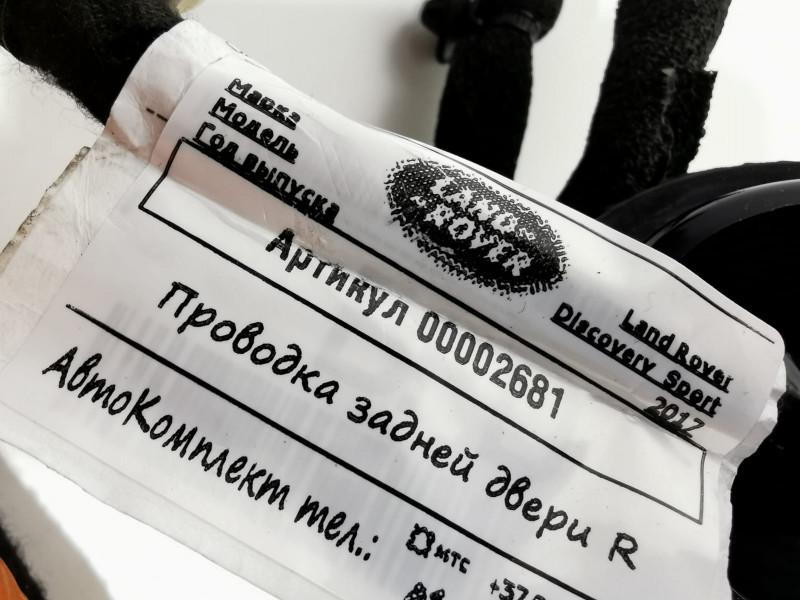 Марка
Модель
Год выпуска
LAND-
-ROVER
Land Rover
Discovery Sport
2017
Артикул 00002681
Проводка задней двери R
АвтоКомплект тел.:
мтс
+37